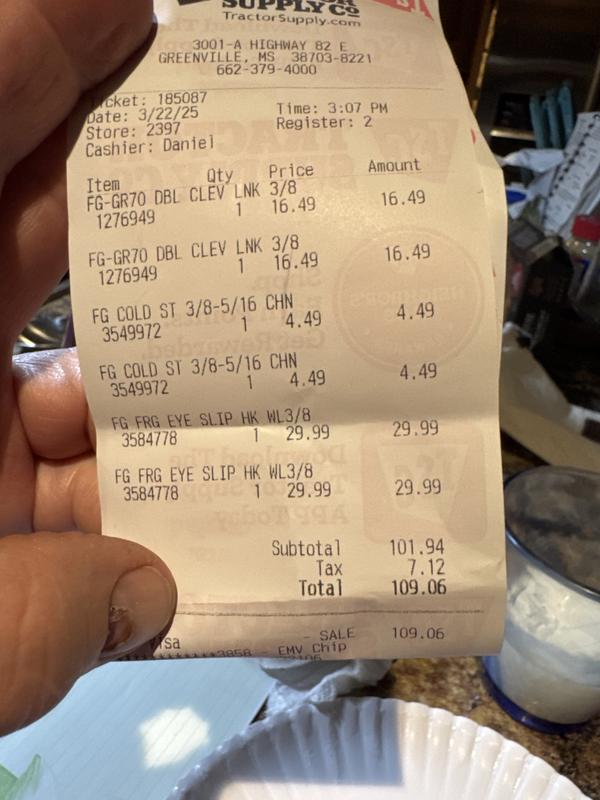 SUPPLY CO
TractorSupply.com
3001-A HIGHWAY 82 E
GREENVILLE, MS 38703-8221
662-379-4000
Ticket: 185087
Date: 3/22/25 Time: 3:07 PM
Store: 2397 Register: 2
Cashier: Daniel
Item Qty Price Amount
FG-GR70 DBL CLEV LNK 3/8
1276949 1 16.49 16.49
FG-GR70 DBL CLEV LNK 3/8
1276949 1 16.49 16.49
FG COLD ST 3/8-5/16 CHN
3549972 1 4.49 4.49
FG COLD ST 3/8-5/16 CHN
3549972 1 4.49 4.49
FG FRG EYE SLIP HK WL3/8
3584778 1 29.99 29.99
FG FRG EYE SLIP HK WL3/8
3584778 1 29.99 29.99
Subtotal 101.94
Tax 7.12
Total 109.06
Visa - SALE 109.06
***********3858 - EMV Chip